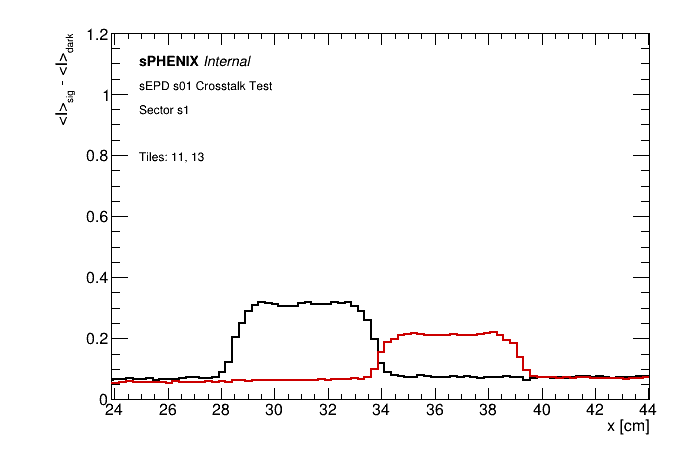 sPHENIX Internal
sEPD s01 Crosstalk Test
Sector s1
Tiles: 11, 13
<I>sig - <I>dark
1.2
1
0.8
0.6
0.4
0.2
0
24 26 28 30 32 34 36 38 40 42 44
x [cm]